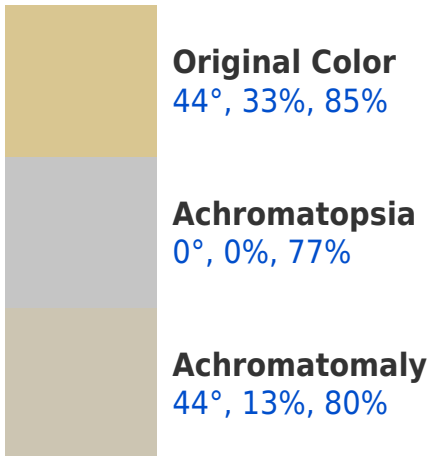 Original Color
44°, 33%, 85%
Achromatopsia
0°, 0%, 77%
Achromatomaly
44°, 13%, 80%